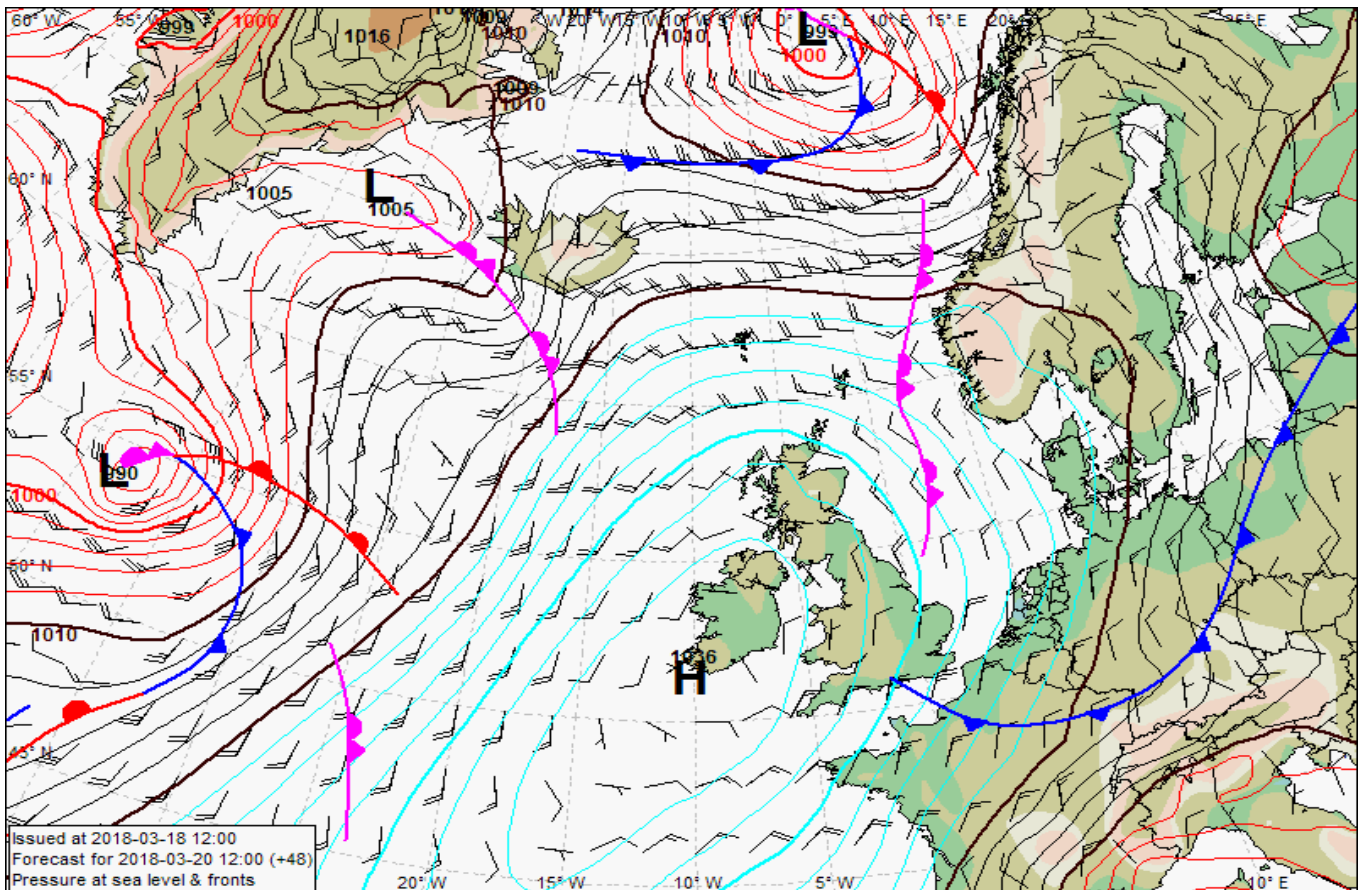 60° W
55° W
1000
W
20° W
15° W
10° W
5° W
0° E
5° E
10° E
15° E
20°
25° E
999
1016
1009
1010
1014
1010
L
999
1000
1009
1010
60° N
1005
L
1005
55° N
L
990
1000
50° N
1010
1036
H
45° N
Issued at 2018-03-18 12:00
Forecast for 2018-03-20 12:00 (+48)
Pressure at sea level & fronts
20° W
15° W
10° W
5° W
10° E